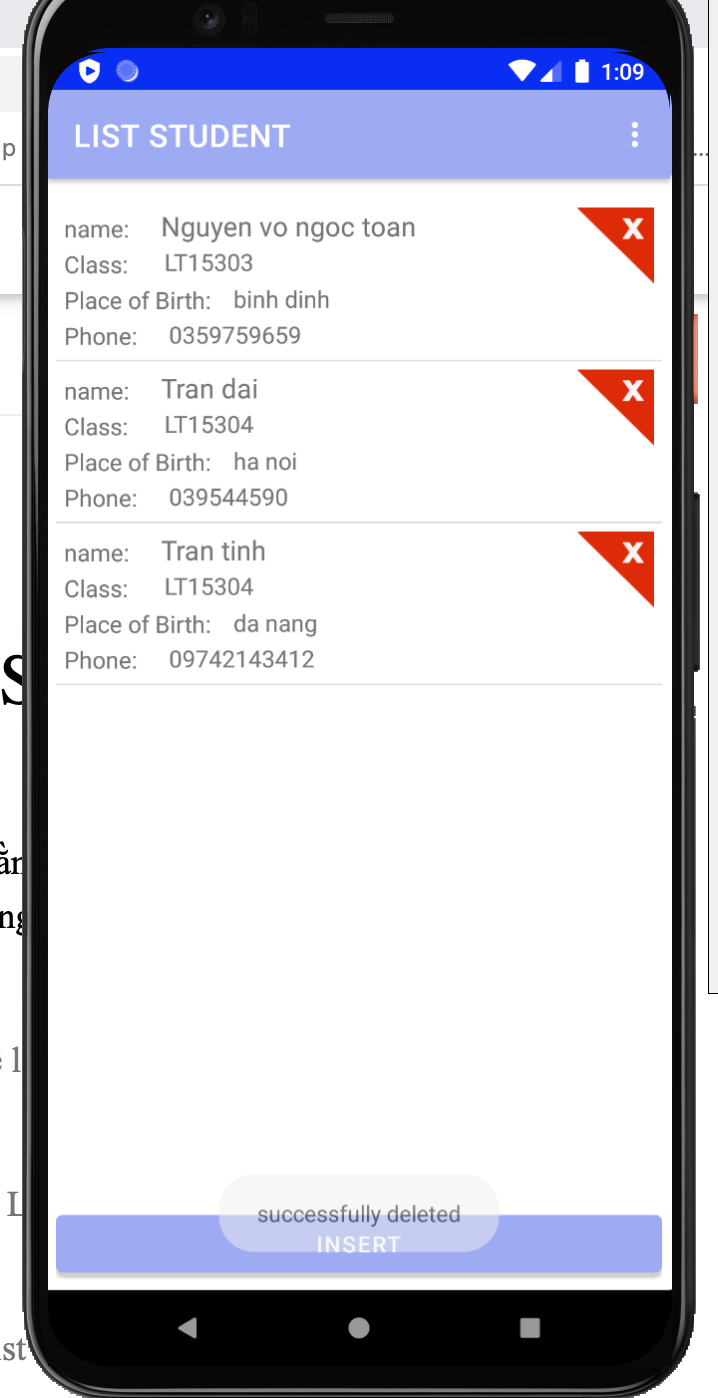 1:09
LIST STUDENT
name: Nguyen vo ngoc toan X
Class: LT15303
Place of Birth: binh dinh
Phone: 0359759659
name: Tran dai X
Class: LT15304
Place of Birth: ha noi
Phone: 039544590
name: Tran tinh X
Class: LT15304
Place of Birth: da nang
Phone: 09742143412
successfully deleted
INSERT